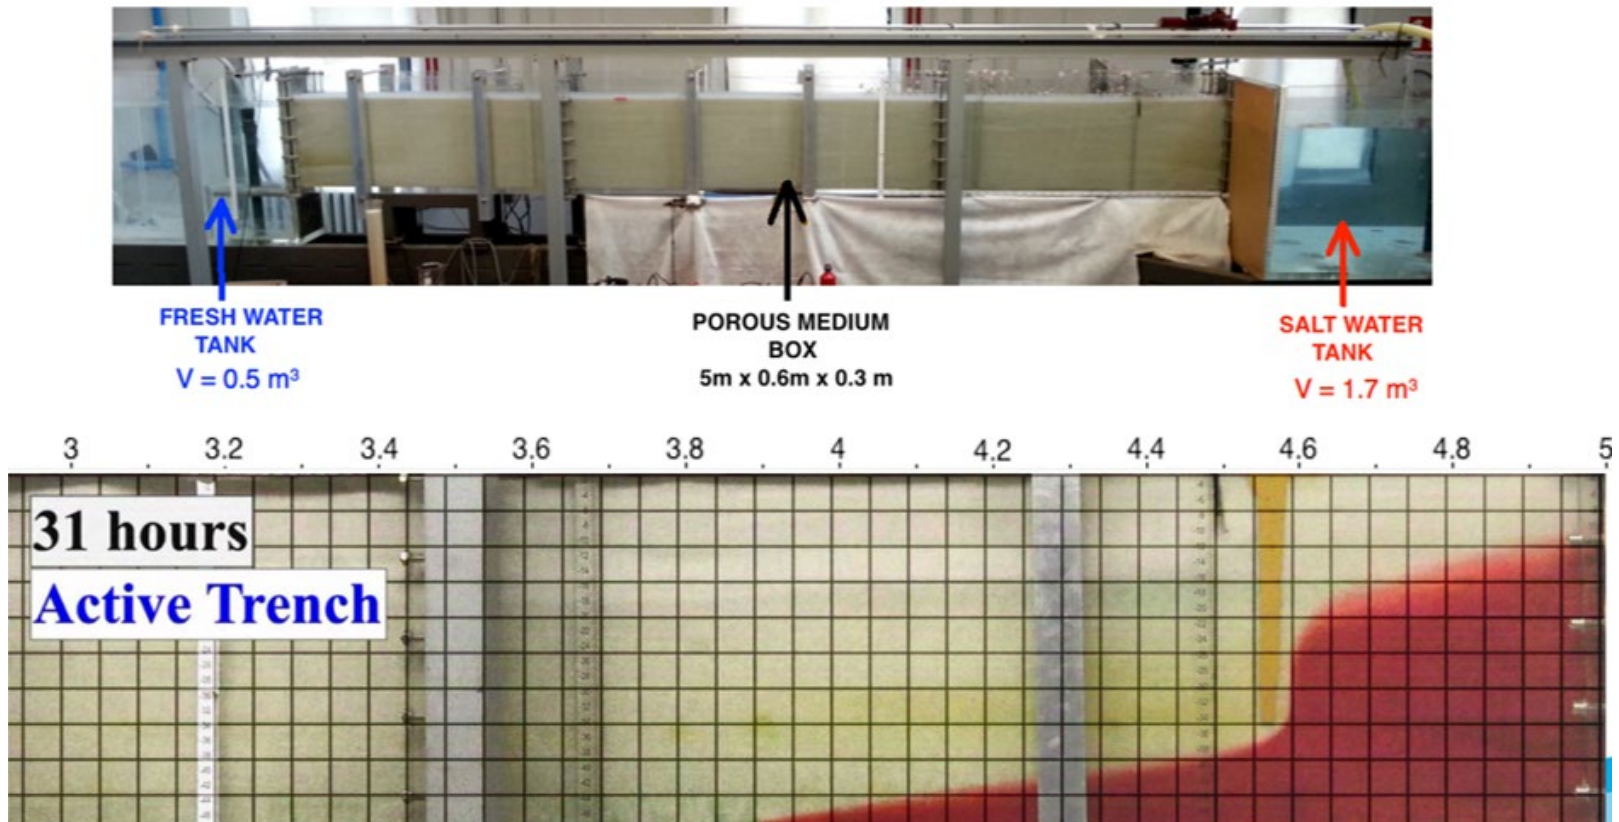 FRESH WATER
TANK
V = 0.5 m³
POROUS MEDIUM
BOX
5m x 0.6m x 0.3 m
SALT WATER
TANK
V = 1.7 m³
3 3.2 3.4 3.6 3.8 4 4.2 4.4 4.6 4.8 5
31 hours
Active Trench